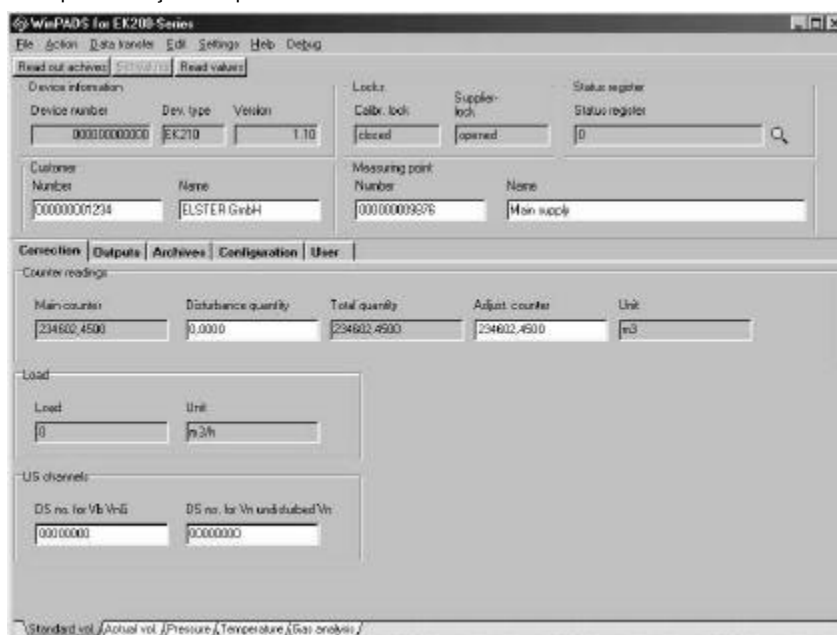 WinPADS for EK200-Series
File Action Data transfer Edit Settings Help Debug
Read out archives Read values
Device information Locks Status register
Device number Dev. type Version Calibr. lock Supplier-lock Status register
000000000000 EK210 1.10 closed opened 0
Customer Measuring point
Number Name Number Name
000000001234 ELSTER GmbH 000000009876 Main supply
Correction Outputs Archives Configuration User
Counter readings
Main counter Disturbance quantity Total quantity Adjust. counter Unit
234602,4500 0,0000 234602,4500 234602,4500 m3
Load
Load Unit
0 m3/h
US channels
DS no. for Vb VnG DS no. for Vn undisturbed Vn
00000000 00000000
Standard vol. Actual vol. Pressure Temperature Gas analysis